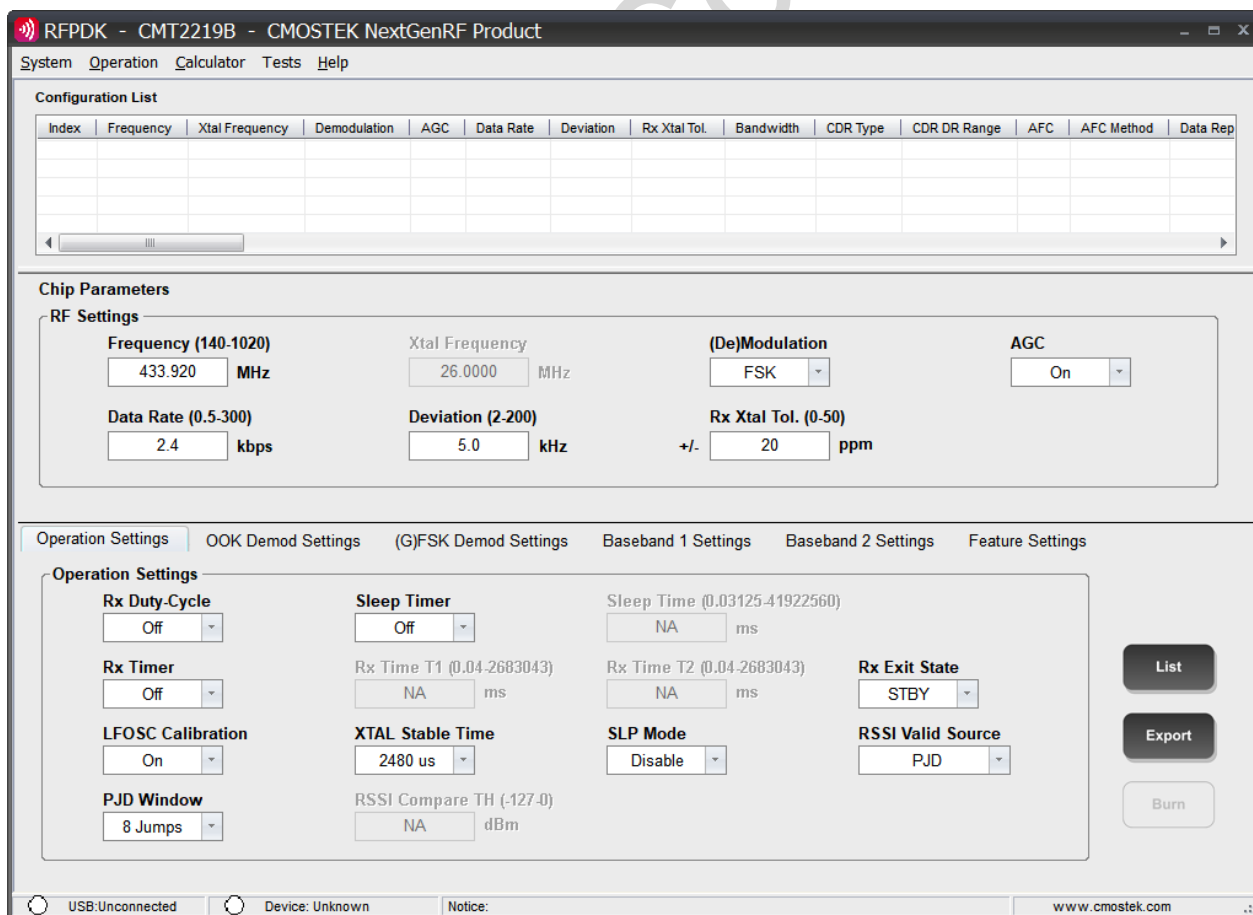 RFPDK - CMT2219B - CMOSTEK NextGenRF Product
System Operation Calculator Tests Help
Configuration List
Index Frequency Xtal Frequency Demodulation AGC Data Rate Deviation Rx Xtal Tol. Bandwidth CDR Type CDR DR Range AFC AFC Method Data Rep
Chip Parameters
RF Settings
Frequency (140-1020) Xtal Frequency (De)Modulation AGC
433.920 MHz 26.0000 MHz FSK On
Data Rate (0.5-300) Deviation (2-200) Rx Xtal Tol. (0-50)
2.4 kbps 5.0 kHz +/- 20 ppm
Operation Settings OOK Demod Settings (G)FSK Demod Settings Baseband 1 Settings Baseband 2 Settings Feature Settings
Operation Settings
Rx Duty-Cycle Sleep Timer Sleep Time (0.03125-41922560)
Off Off NA ms
Rx Timer Rx Time T1 (0.04-2683043) Rx Time T2 (0.04-2683043) Rx Exit State
Off NA ms NA ms STBY
List
LFOSC Calibration XTAL Stable Time SLP Mode RSSI Valid Source
On 2480 us Disable PJD
Export
PJD Window RSSI Compare TH (-127-0)
8 Jumps NA dBm
Burn
USB:Unconnected Device: Unknown Notice: www.cmostek.com